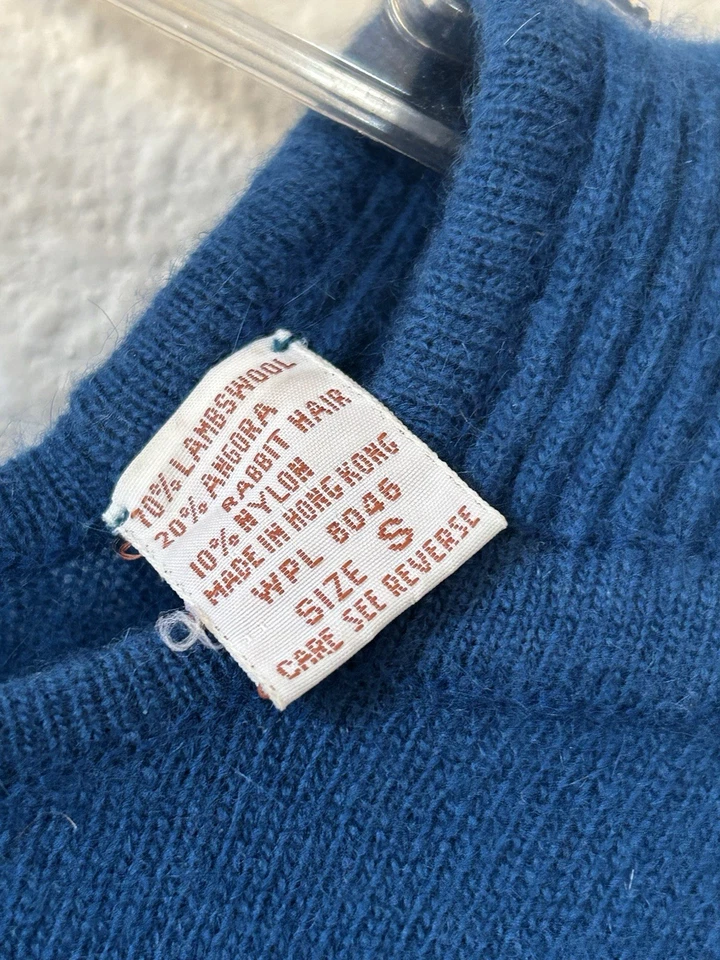 70% LAMBSWOOL
20% ANGORA
RABBIT HAIR
10% NYLON
MADE IN HONG KONG
WPL 8046
SIZE S
CARE SEE REVERSE